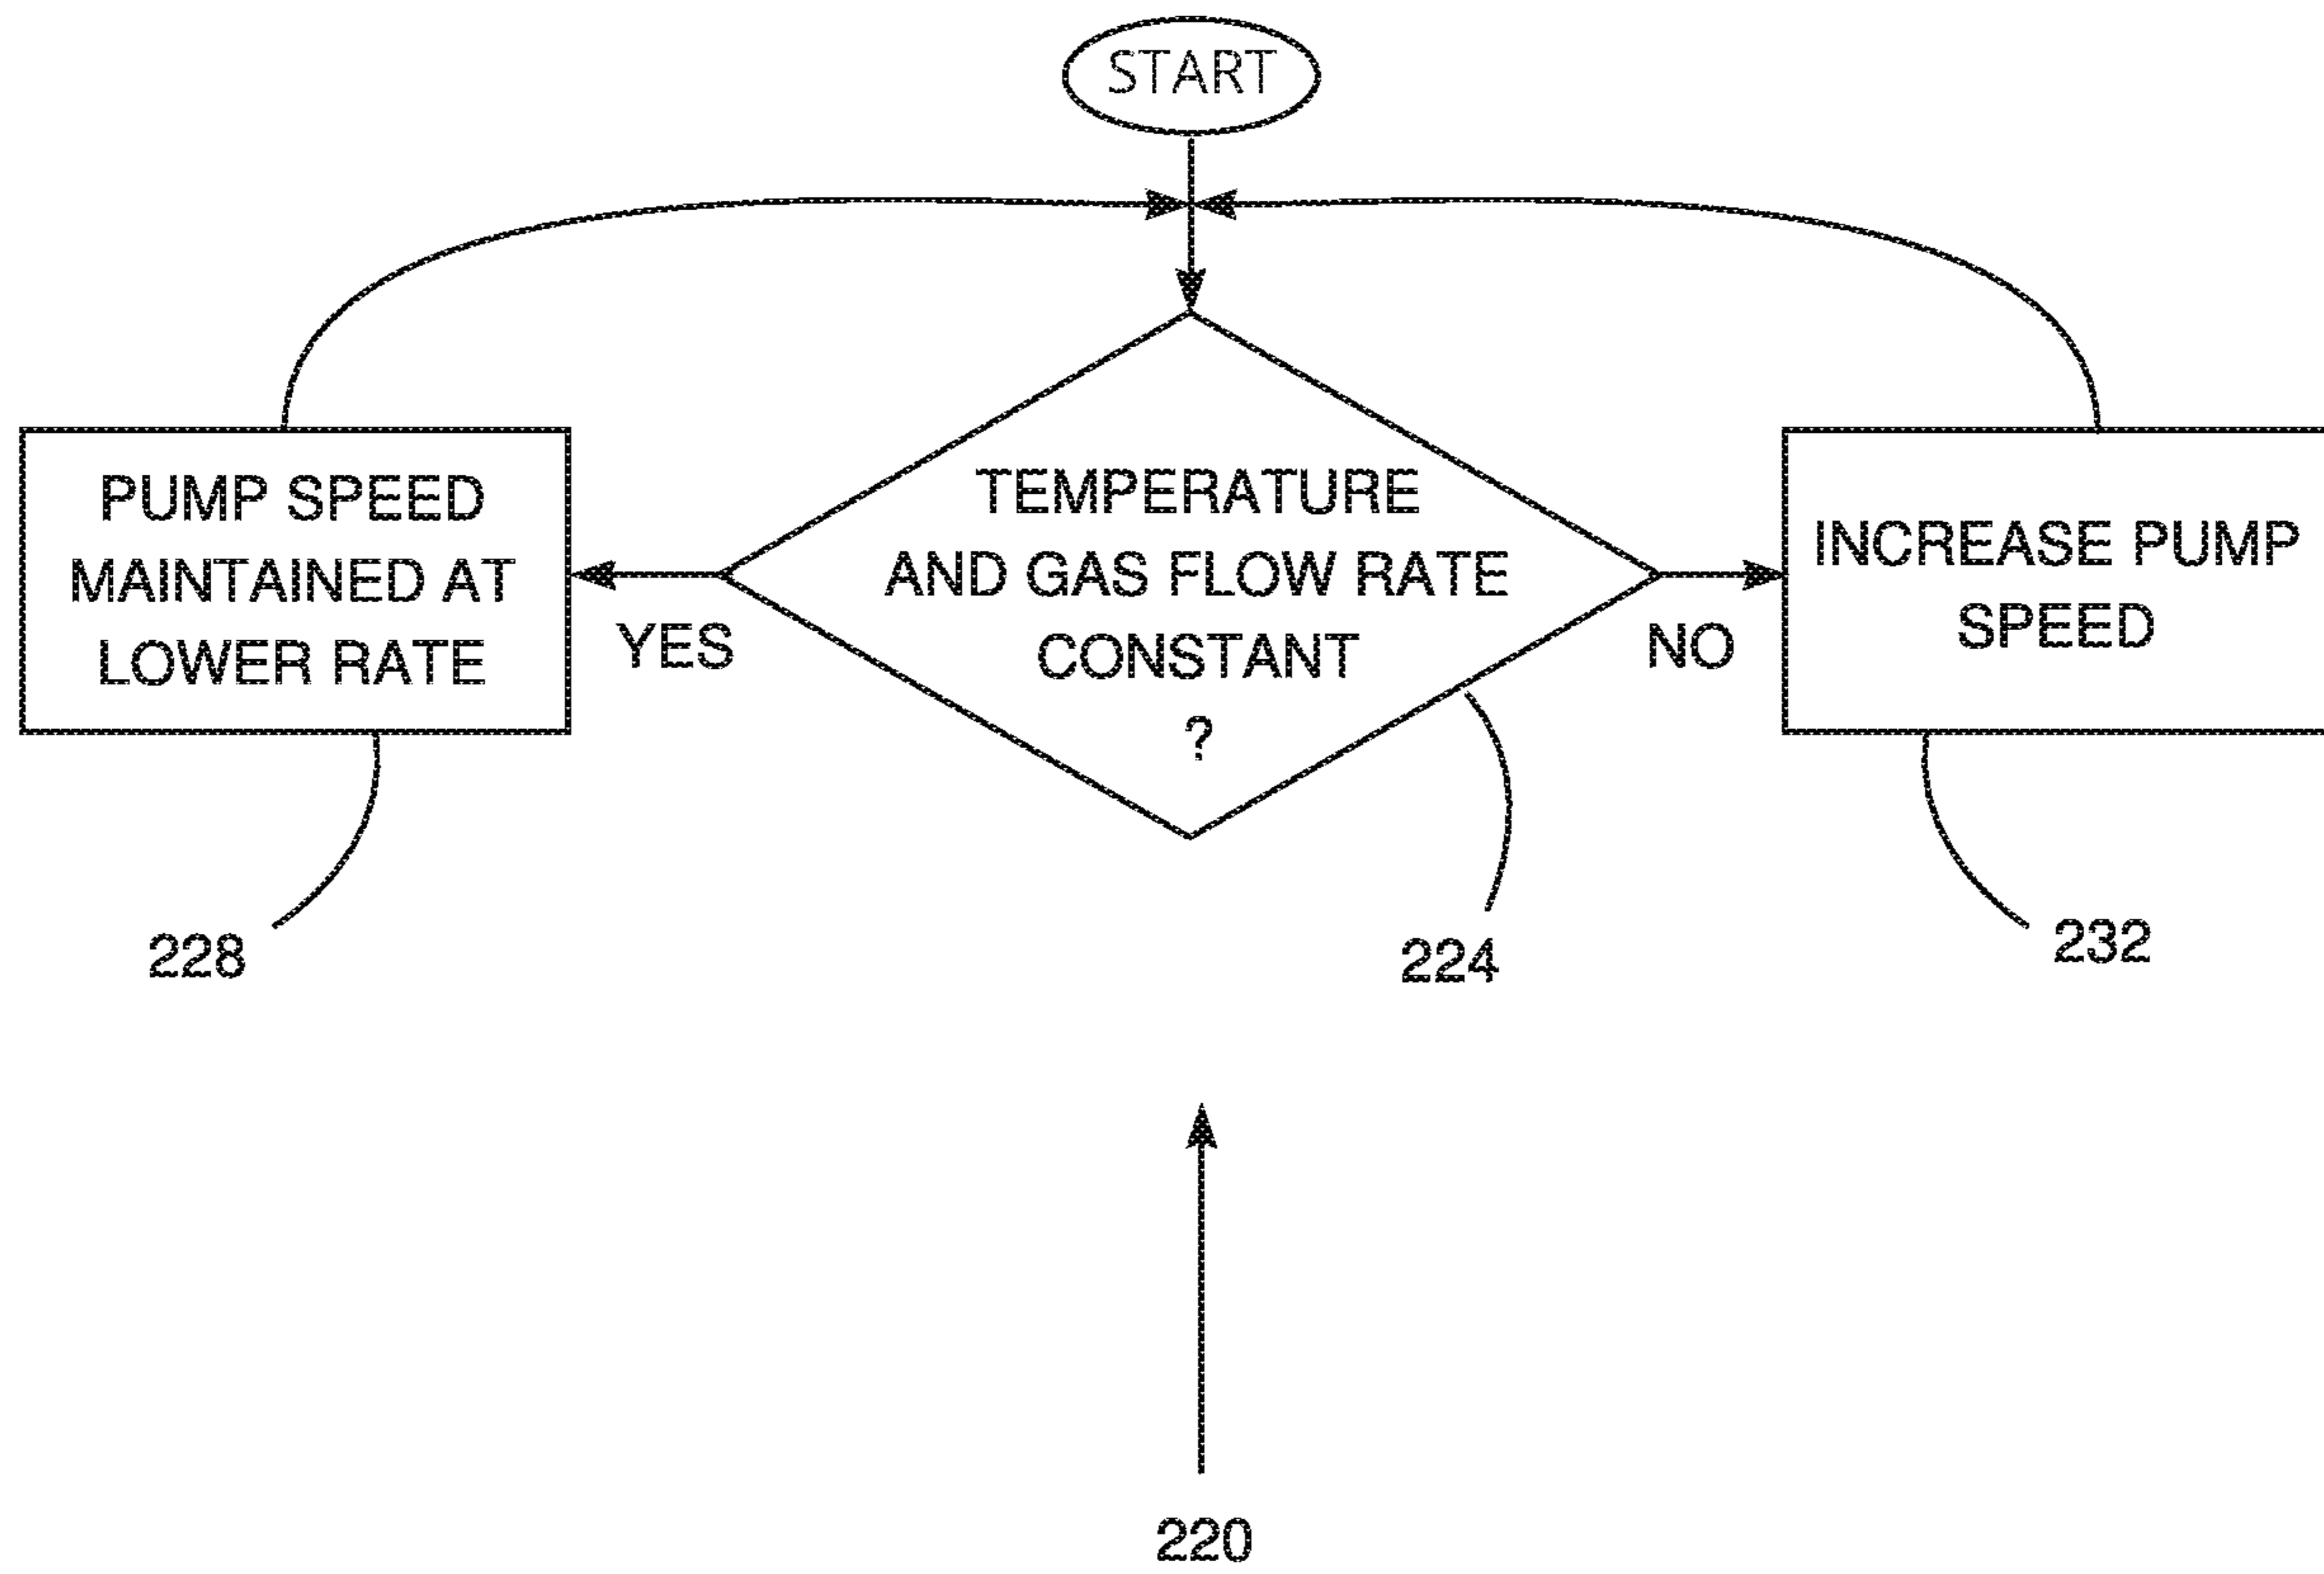 START
PUMP SPEED
MAINTAINED AT
LOWER RATE
YES
TEMPERATURE
AND GAS FLOW RATE
CONSTANT
?
NO
INCREASE PUMP
SPEED
228
224
232
220